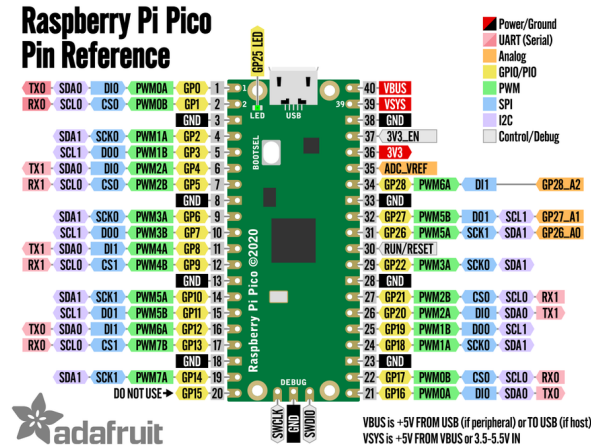 Raspberry Pi Pico
Pin Reference
GP25 LED
Power/Ground
UART (Serial)
Analog
GPIO/PIO
PWM
SPI
I2C
Control/Debug
TX0 SDA0 DI0 PWM0A GP0 1
RX0 SCL0 CS0 PWM0B GP1 2
GND 3
SDA1 SCK0 PWM1A GP2 4
SCL1 DO0 PWM1B GP3 5
TX1 SDA0 DI0 PWM2A GP4 6
RX1 SCL0 CS0 PWM2B GP5 7
GND 8
SDA1 SCK0 PWM3A GP6 9
SCL1 DO0 PWM3B GP7 10
TX1 SDA0 DI1 PWM4A GP8 11
RX1 SCL0 CS1 PWM4B GP9 12
GND 13
SDA1 SCK1 PWM5A GP10 14
SCL1 DO1 PWM5B GP11 15
TX0 SDA0 DI1 PWM6A GP12 16
RX0 SCL0 CS1 PWM7B GP13 17
GND 18
SDA1 SCK1 PWM7A GP14 19
DO NOT USE→ GP15 20
1
2
39
LED
USB
BOOTSEL
Raspberry Pi Pico ©2020
DEBUG
SWCLK
GND
SWDIO
40 VBUS
39 VSYS
38 GND
37 3V3_EN
36 3V3
35 ADC_VREF
34 GP28 PWM6A DI1 GP28_A2
33 GND
32 GP27 PWM5B DO1 SCL1 GP27_A1
31 GP26 PWM5A SCK1 SDA1 GP26_A0
30 RUN/RESET
29 GP22 PWM3A SCK0 SDA1
28 GND
27 GP21 PWM2B CS0 SCL0 RX1
26 GP20 PWM2A DI0 SDA0 TX1
25 GP19 PWM1B DO0 SCL1
24 GP18 PWM1A SCK0 SDA1
23 GND
22 GP17 PWM0B CS0 SCL0 RX0
21 GP16 PWM0A DI0 SDA0 TX0
adafruit
VBUS is +5V FROM USB (if peripheral) or TO USB (if host)
VSYS is +5V FROM VBUS or 3.5-5.5V IN